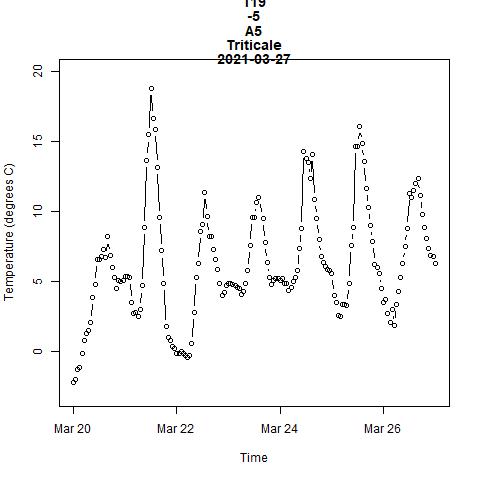 T19
-5
A5
Triticale
2021-03-27
20
15
10
5
0
Temperature (degrees C)
Mar 20
Mar 22
Mar 24
Mar 26
Time